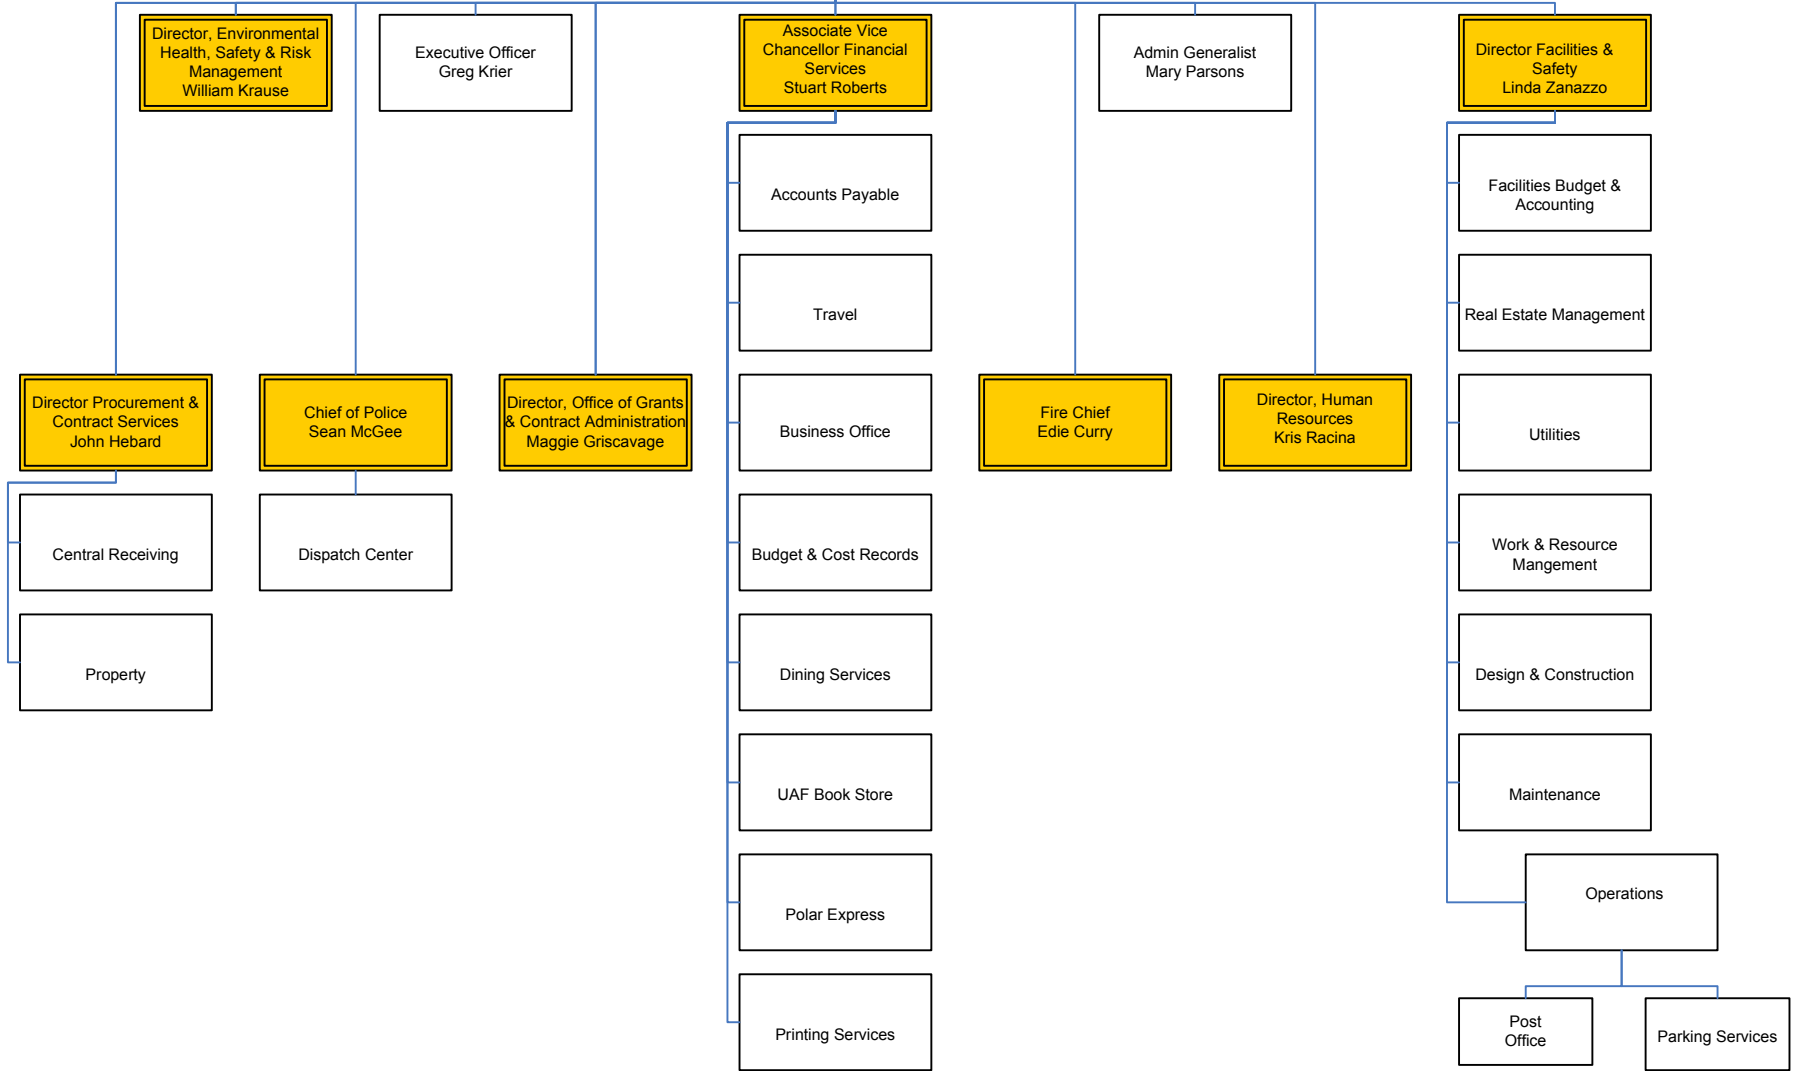 Director, Environmental
Health, Safety & Risk
Management
William Krause
Executive Officer
Greg Krier
Associate Vice
Chancellor Financial
Services
Stuart Roberts
Admin Generalist
Mary Parsons
Director Facilities &
Safety
Linda Zanazzo
Director Procurement &
Contract Services
John Hebard
Central Receiving
Property
Chief of Police
Sean McGee
Dispatch Center
Director, Office of Grants
& Contract Administration
Maggie Griscavage
Accounts Payable
Travel
Business Office
Budget & Cost Records
Dining Services
UAF Book Store
Polar Express
Printing Services
Fire Chief
Edie Curry
Director, Human
Resources
Kris Racina
Facilities Budget &
Accounting
Real Estate Management
Utilities
Work & Resource
Mangement
Design & Construction
Maintenance
Operations
Post
Office
Parking Services